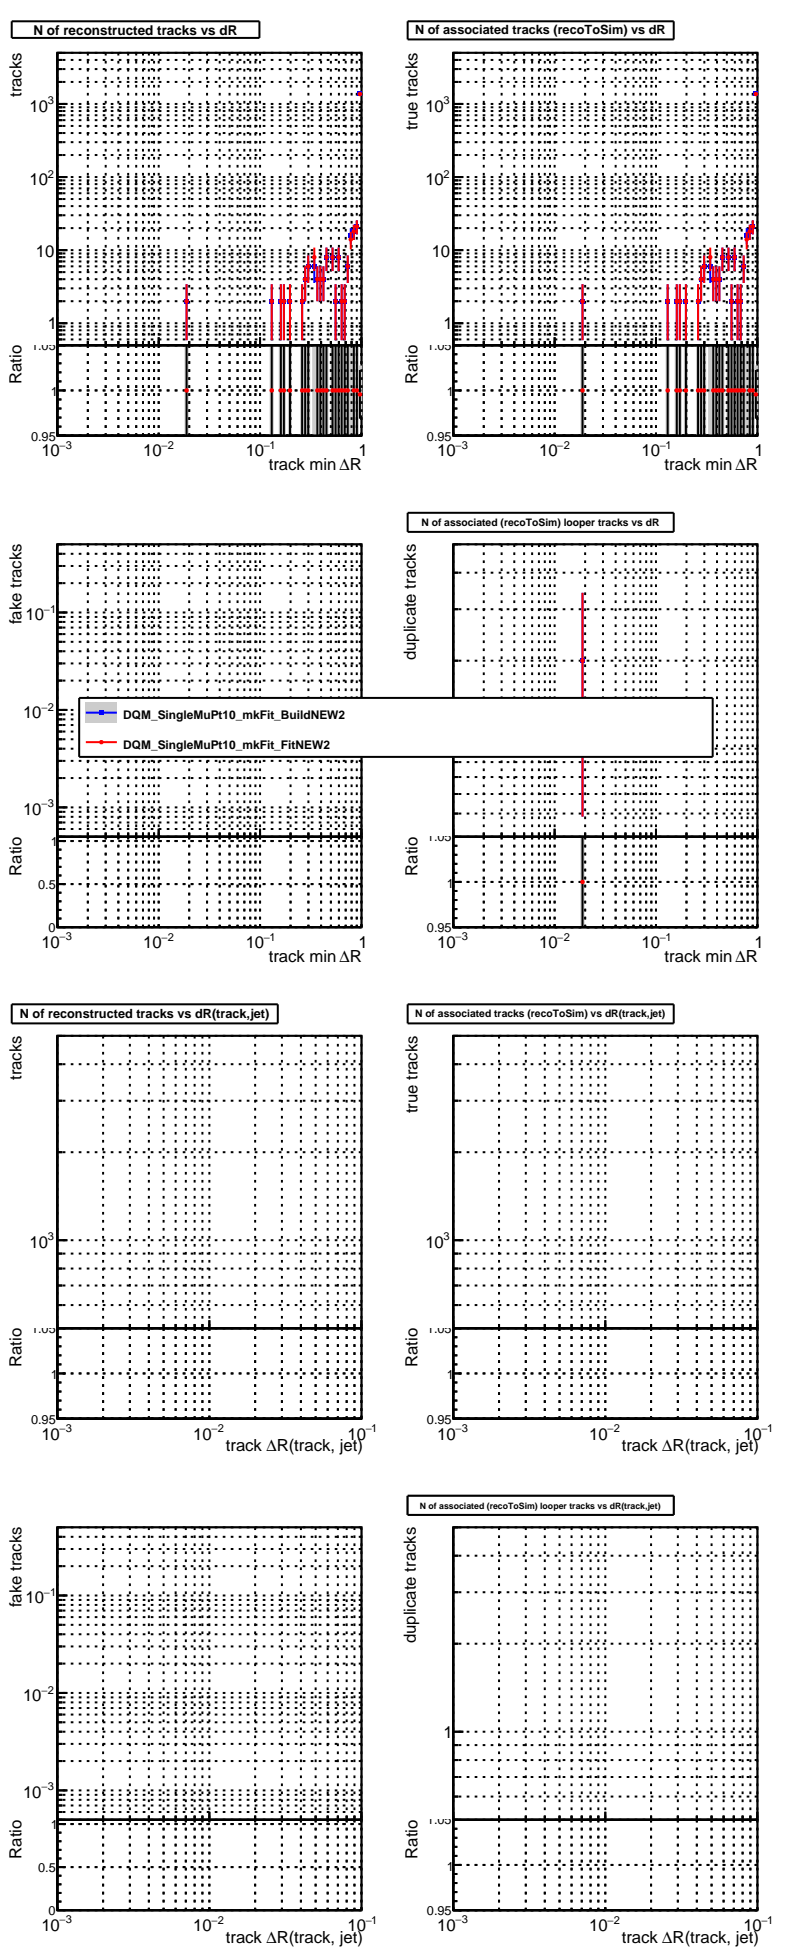 N of reconstructed tracks vs dR
tracks
10³
10²
10
1
1.05
Ratio
1
0.95
10⁻³ 10⁻² 10⁻¹ 1
track min ΔR
N of associated tracks (recoToSim) vs dR
true tracks
10³
10²
10
1
1.05
Ratio
1
0.95
10⁻³ 10⁻² 10⁻¹ 1
track min ΔR
fake tracks
10⁻¹
10⁻²
10⁻³
Ratio
1
0.5
0
10⁻³ 10⁻² 10⁻¹ 1
track min ΔR
N of associated (recoToSim) looper tracks vs dR
duplicate tracks
1.05
Ratio
1
0.95
10⁻³ 10⁻² 10⁻¹ 1
track min ΔR
DQM_SingleMuPt10_mkFit_BuildNEW2
DQM_SingleMuPt10_mkFit_FitNEW2
N of reconstructed tracks vs dR(track,jet)
tracks
10³
1.05
Ratio
1
0.95
10⁻³ 10⁻² 10⁻¹
track ΔR(track, jet)
N of associated tracks (recoToSim) vs dR(track,jet)
true tracks
10³
1.05
Ratio
1
0.95
10⁻³ 10⁻² 10⁻¹
track ΔR(track, jet)
fake tracks
10⁻¹
10⁻²
10⁻³
Ratio
1
0.5
0
10⁻³ 10⁻² 10⁻¹
track ΔR(track, jet)
N of associated (recoToSim) looper tracks vs dR(track,jet)
duplicate tracks
1
1.05
Ratio
1
0.95
10⁻³ 10⁻² 10⁻¹
track ΔR(track, jet)